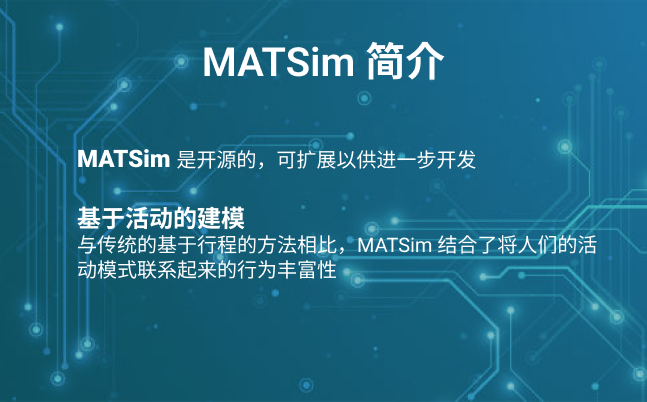 MATSim 简介
MATSim 是开源的，可扩展以供进一步开发
基于活动的建模
与传统的基于行程的方法相比，MATSim 结合了将人们的活
动模式联系起来的行为丰富性